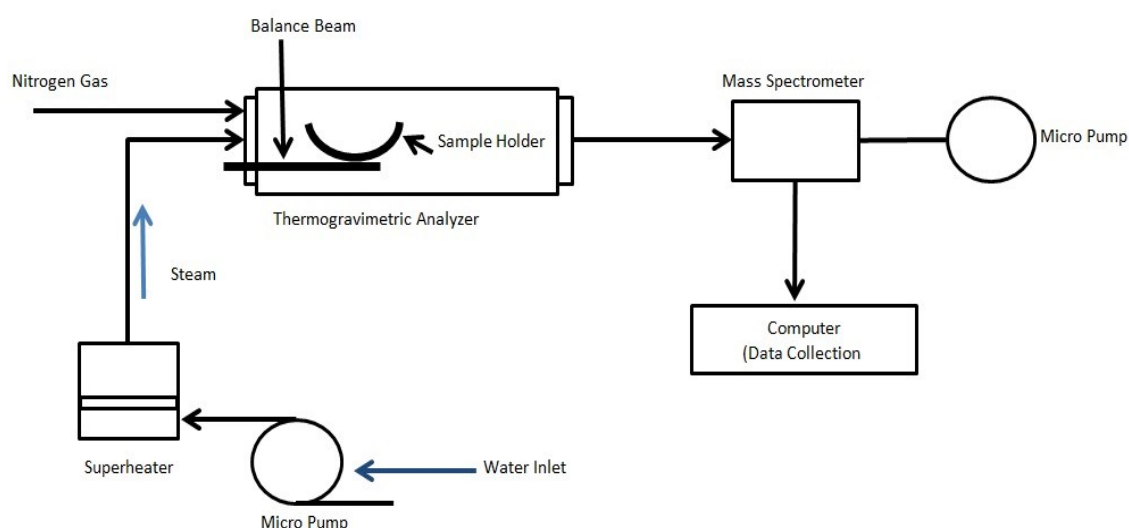 Balance Beam
Nitrogen Gas
Mass Spectrometer
Sample Holder
Micro Pump
Thermogravimetric Analyzer
Steam
Computer
(Data Collection
Superheater
Water Inlet
Micro Pump